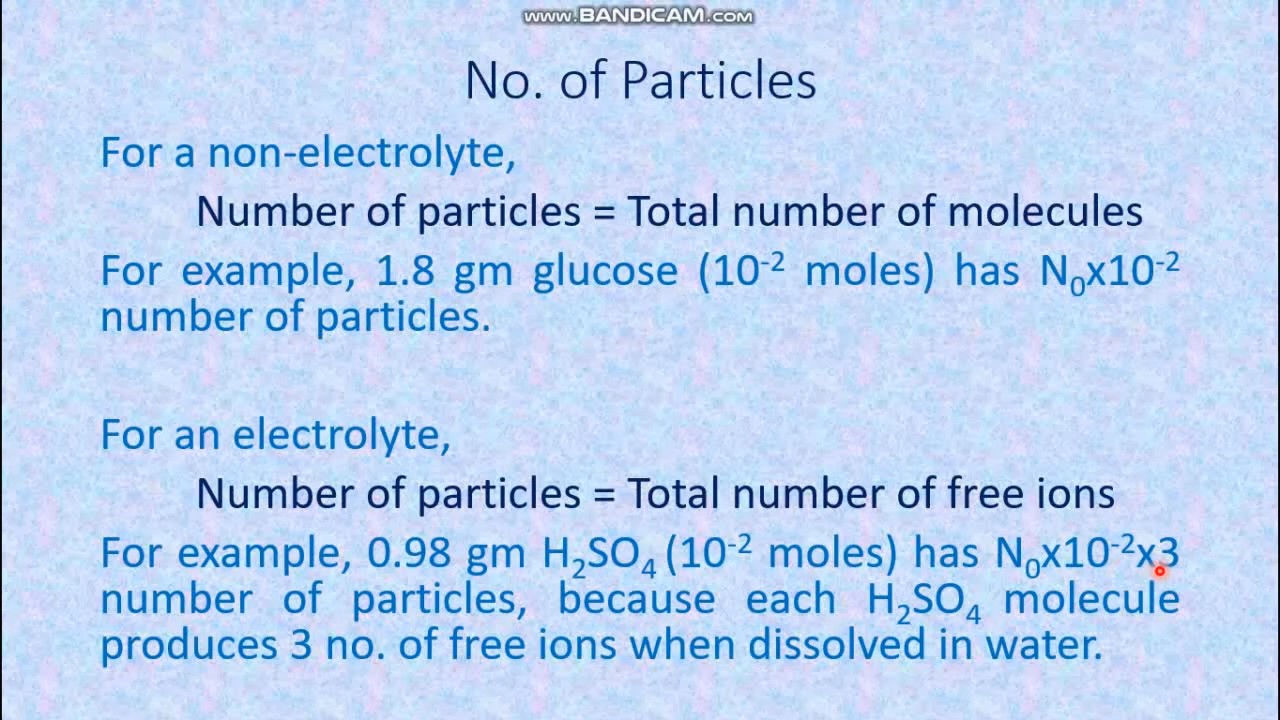 www.BANDICAM.com
No. of Particles
For a non-electrolyte,
Number of particles = Total number of molecules
For example, 1.8 gm glucose (10⁻² moles) has N₀x10⁻²
number of particles.
For an electrolyte,
Number of particles = Total number of free ions
For example, 0.98 gm H₂SO₄ (10⁻² moles) has N₀x10⁻²x3
number of particles, because each H₂SO₄ molecule
produces 3 no. of free ions when dissolved in water.